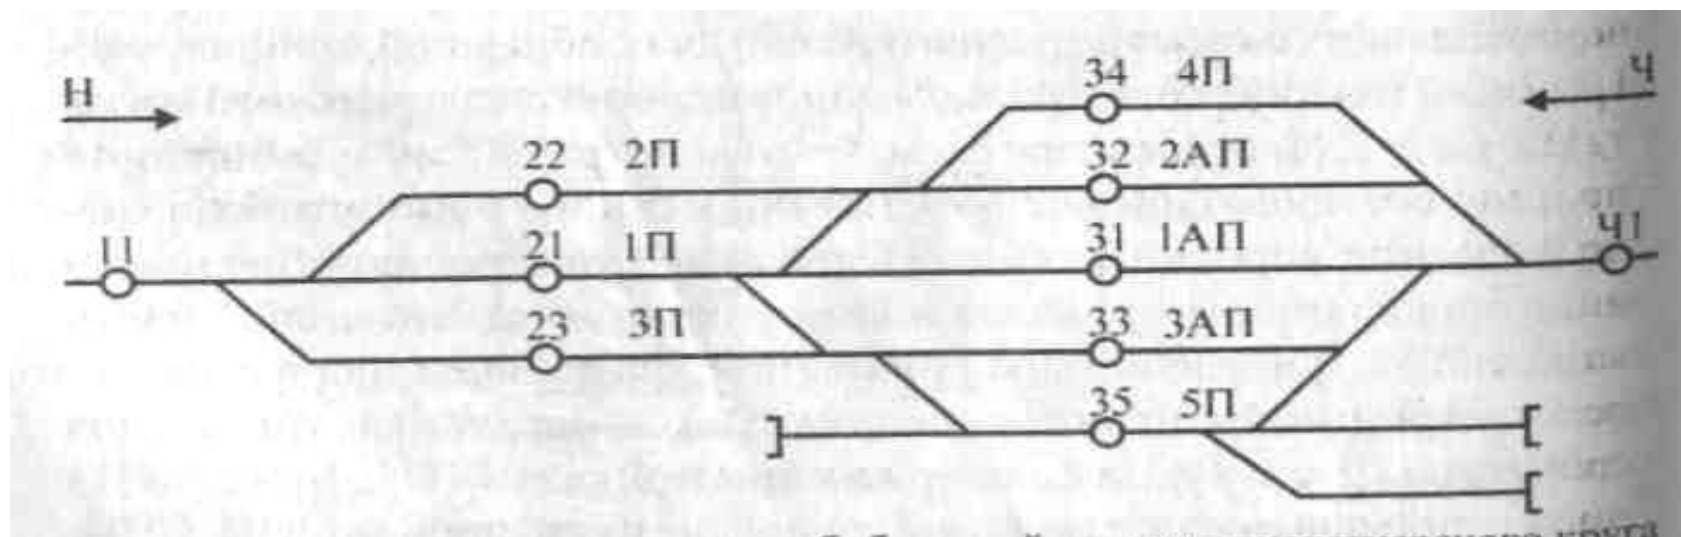 34 4П
Н Ч
22 2П 32 2АП
11 21 1П 31 1АП Ч1
23 3П 33 3АП
35 5П